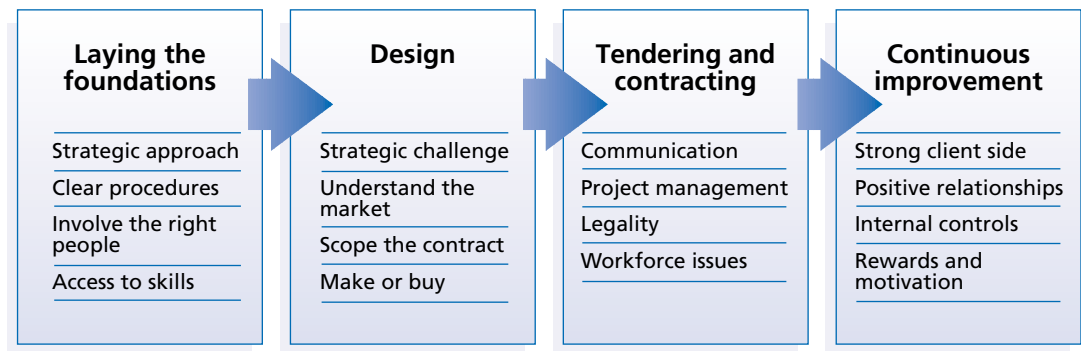 Laying the
foundations
Strategic approach
Clear procedures
Involve the right
people
Access to skills
Design
Strategic challenge
Understand the
market
Scope the contract
Make or buy
Tendering and
contracting
Communication
Project management
Legality
Workforce issues
Continuous
improvement
Strong client side
Positive relationships
Internal controls
Rewards and
motivation